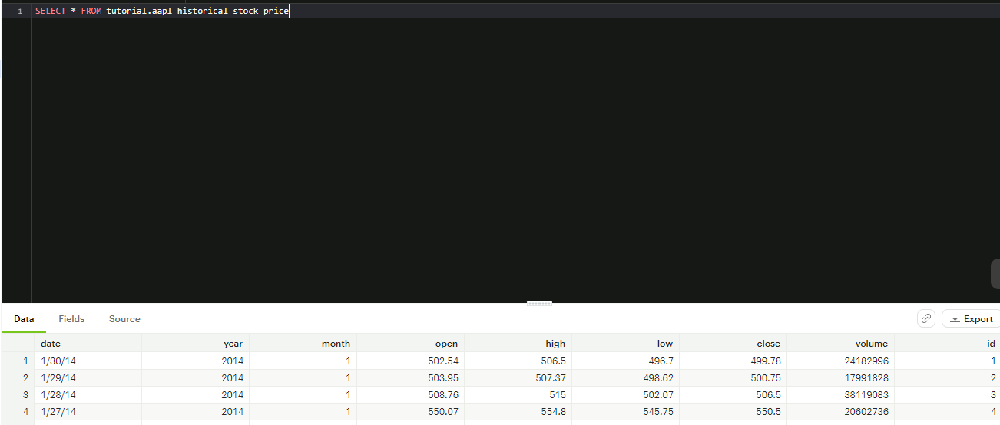 1 SELECT * FROM tutorial.aapl_historical_stock_price
Data Fields Source Export
date year month open high low close volume id
1 1/30/14 2014 1 502.54 506.5 496.7 499.78 24182996 1
2 1/29/14 2014 1 503.95 507.37 498.62 500.75 17991828 2
3 1/28/14 2014 1 508.76 515 502.07 506.5 38119083 3
4 1/27/14 2014 1 550.07 554.8 545.75 550.5 20602736 4